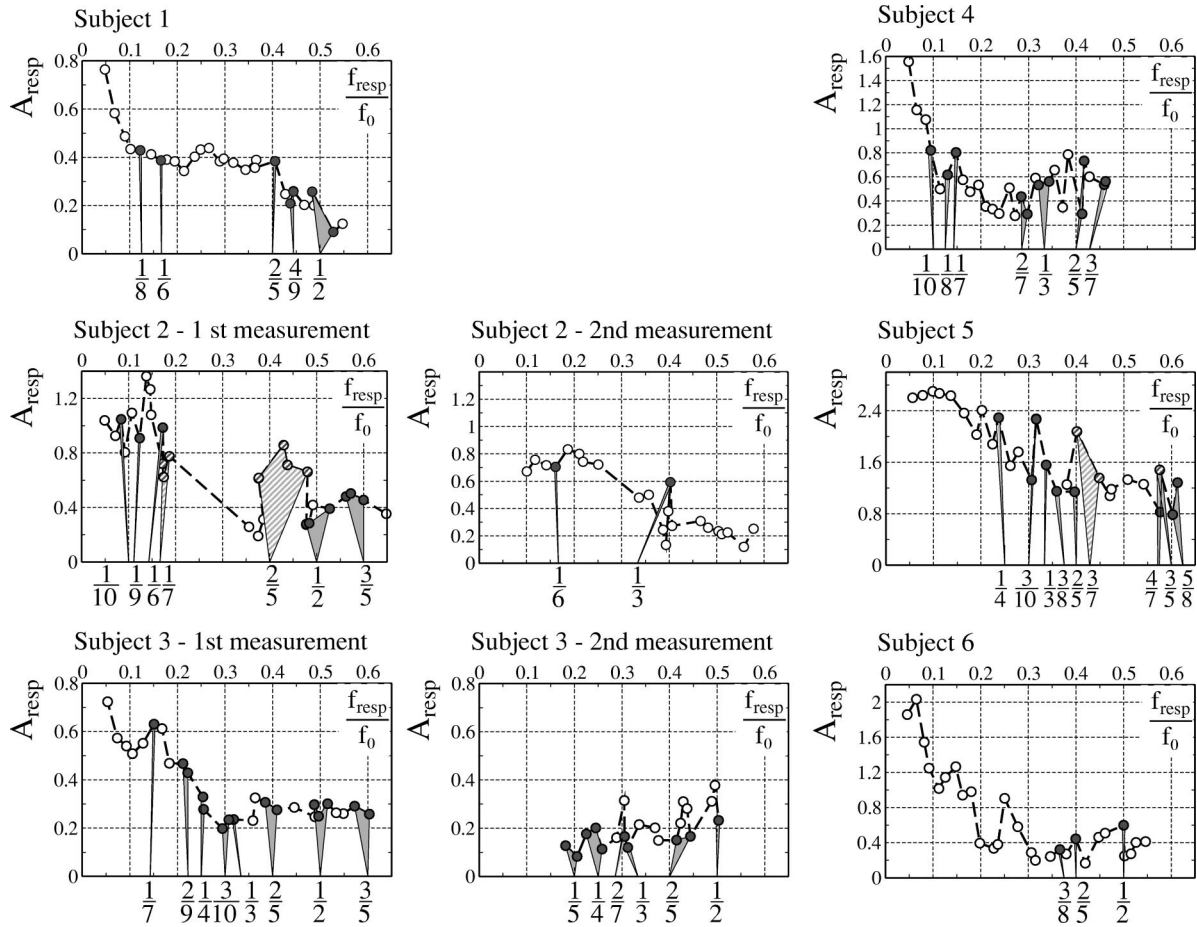 Subject 1
0 0.1 0.2 0.3 0.4 0.5 0.6
A_resp
f_resp
f_0
0.8
0.6
0.4
0.2
0
1/8 1/6 2/5 4/9 1/2
Subject 4
0 0.1 0.2 0.3 0.4 0.5 0.6
A_resp
f_resp
f_0
1.6
1.4
1.2
1
0.8
0.6
0.4
0.2
0
1/10 1/8 1/7 2/7 1/3 2/5 3/7
Subject 2 - 1 st measurement
0 0.1 0.2 0.3 0.4 0.5 0.6
A_resp
f_resp
f_0
1.2
0.8
0.4
0
1/10 1/9 1/6 1/7 2/5 1/2 3/5
Subject 2 - 2nd measurement
0 0.1 0.2 0.3 0.4 0.5 0.6
A_resp
f_resp
f_0
1.2
1
0.8
0.6
0.4
0.2
0
1/6 1/3
Subject 5
0 0.1 0.2 0.3 0.4 0.5 0.6
A_resp
f_resp
f_0
2.4
1.8
1.2
0.6
0
1/4 3/10 1/3 3/8 2/5 3/7 4/7 3/5 5/8
Subject 3 - 1st measurement
0 0.1 0.2 0.3 0.4 0.5 0.6
A_resp
f_resp
f_0
0.8
0.6
0.4
0.2
0
1/7 2/9 1/4 3/10 1/3 2/5 1/2 3/5
Subject 3 - 2nd measurement
0 0.1 0.2 0.3 0.4 0.5 0.6
A_resp
f_resp
f_0
0.8
0.6
0.4
0.2
0
1/5 1/4 2/7 1/3 2/5 1/2
Subject 6
0 0.1 0.2 0.3 0.4 0.5 0.6
A_resp
f_resp
f_0
2
1.6
1.2
0.8
0.4
0
3/8 2/5 1/2